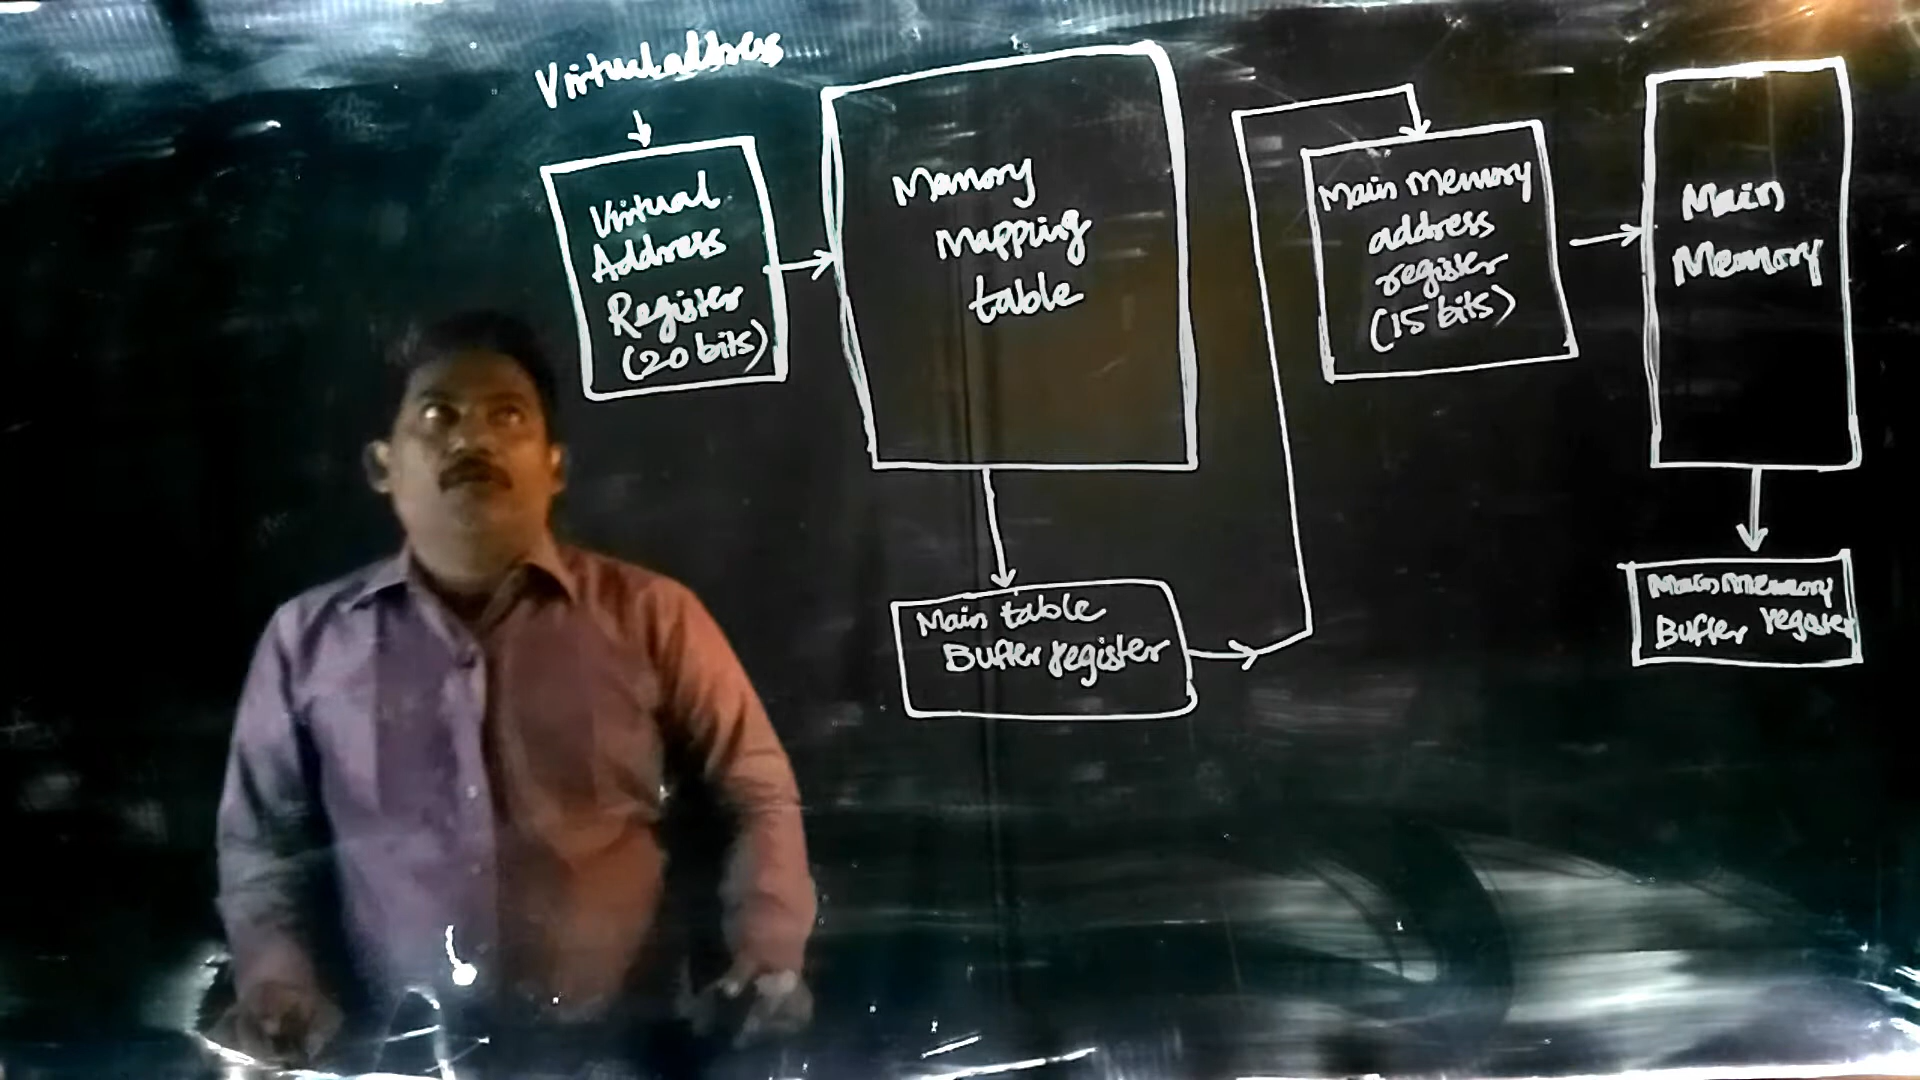 Virtual address
Virtual
Address
Register
(20 bits)
Memory
Mapping
table
Main table
Buffer register
Main Memory
address
register
(15 bits)
Main
Memory
Main Memory
Buffer register